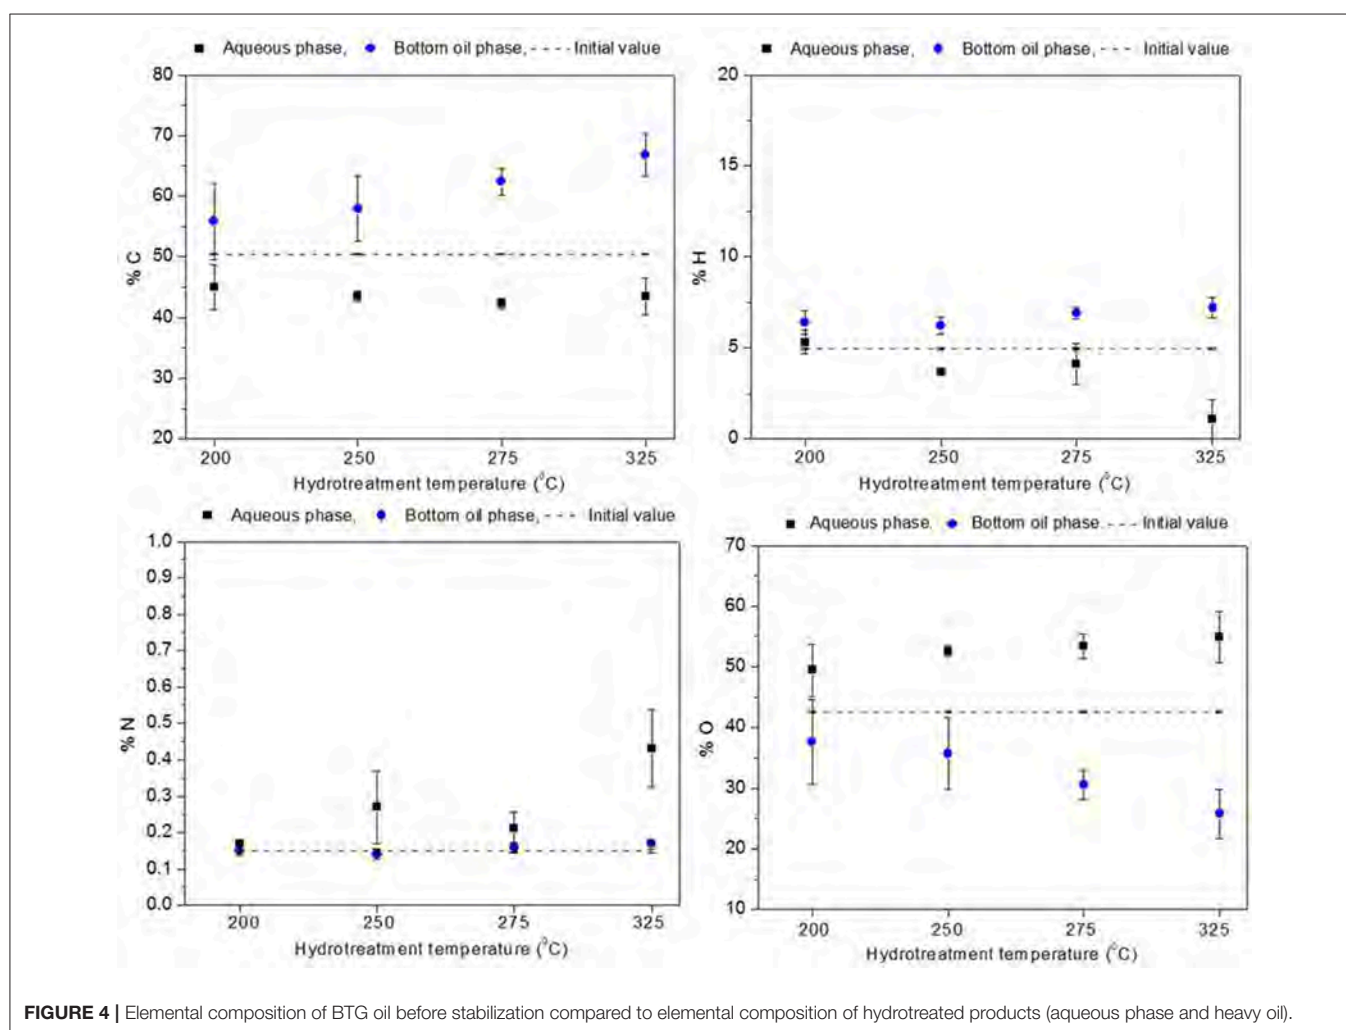 Aqueous phase, Bottom oil phase, Initial value
80
70
60
50
40
30
20
% C
200 250 275 325
Hydrotreatment temperature (⁰C)
Aqueous phase, Bottom oil phase, Initial value
20
15
10
5
0
% H
200 250 275 325
Hydrotreatment temperature (⁰C)
Aqueous phase, Bottom oil phase, Initial value
1.0
0.9
0.8
0.7
0.6
0.5
0.4
0.3
0.2
0.1
0.0
% N
200 250 275 325
Hydrotreatment temperature (⁰C)
Aqueous phase, Bottom oil phase, Initial value
70
60
50
40
30
20
10
% O
200 250 275 325
Hydrotreatment temperature (⁰C)
FIGURE 4 | Elemental composition of BTG oil before stabilization compared to elemental composition of hydrotreated products (aqueous phase and heavy oil).